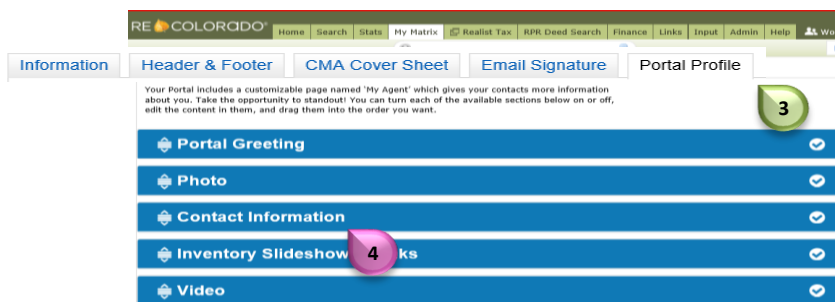 RE COLORADO®
Home Search Stats My Matrix Realist Tax RPR Deed Search Finance Links Input Admin Help Wo
Information Header & Footer CMA Cover Sheet Email Signature Portal Profile
Your Portal includes a customizable page named 'My Agent' which gives your contacts more information
about you. Take the opportunity to standout! You can turn each of the available sections below on or off,
edit the content in them, and drag them into the order you want.
3
Portal Greeting
Photo
Contact Information
Inventory Slideshow 4 ks
Video